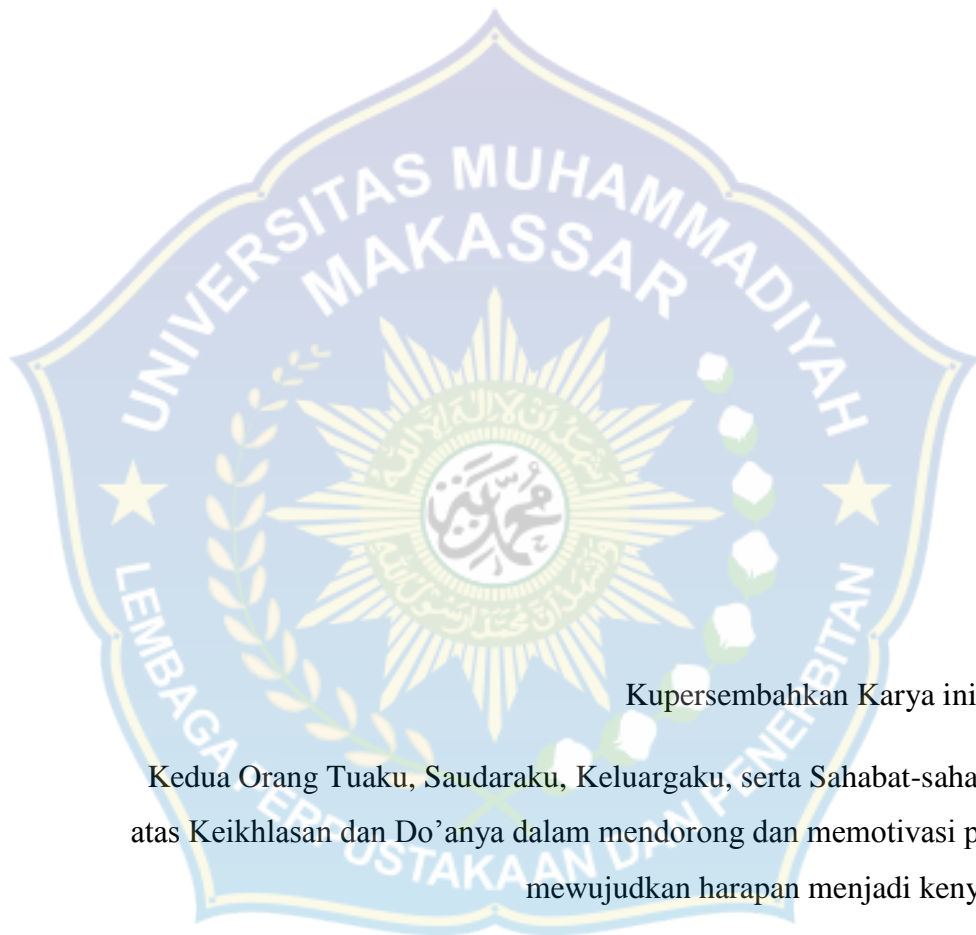 UNIVERSITAS MUHAMMADIYAH
MAKASSAR
محمدية
LEMBAGA PERPUSTAKAAN DAN PENERBITAN
Kupersembahkan Karya ini
Kedua Orang Tuaku, Saudaraku, Keluargaku, serta Sahabat-saha
atas Keikhlasan dan Do’anya dalam mendorong dan memotivasi p
mewujudkan harapan menjadi keny